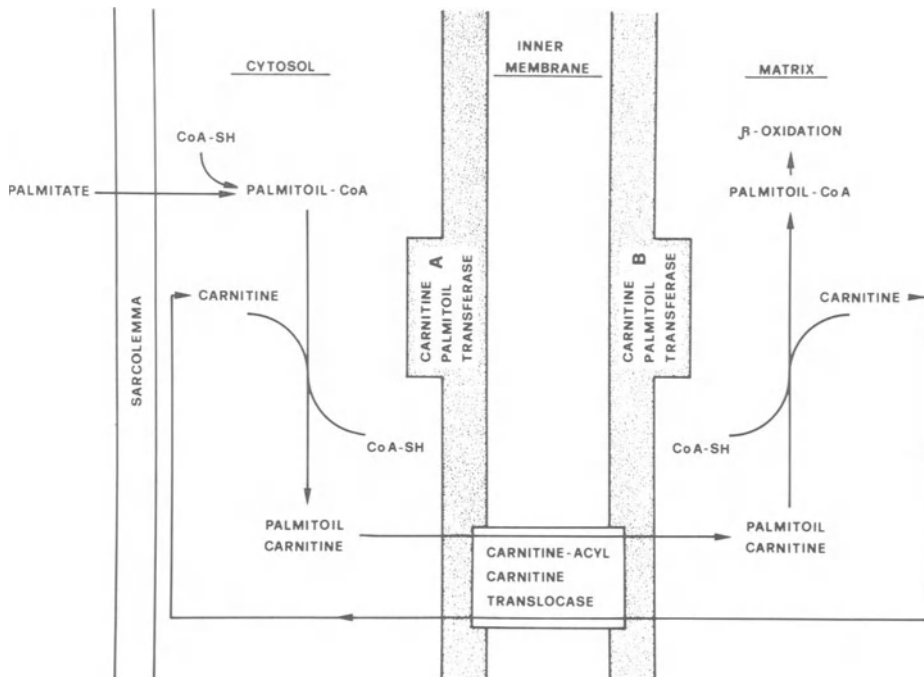 CYTOSOL
INNER
MEMBRANE
MATRIX
CoA-SH
PALMITATE
PALMITOIL-CoA
β-OXIDATION
PALMITOIL-CoA
SARCOLEMMA
CARNITINE
A
CARNITINE
PALMITOIL
TRANSFERASE
B
CARNITINE
PALMITOIL
TRANSFERASE
CARNITINE
CoA-SH
CoA-SH
PALMITOIL
CARNITINE
CARNITINE-ACYL
CARNITINE
TRANSLOCASE
PALMITOIL
CARNITINE